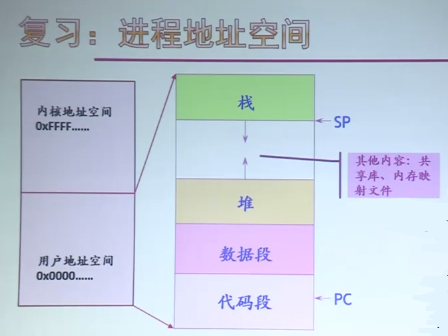 复习：进程地址空间
内核地址空间
0xFFFF……
用户地址空间
0x0000……
栈
堆
数据段
代码段
SP
PC
其他内容：共
享库、内存映
射文件